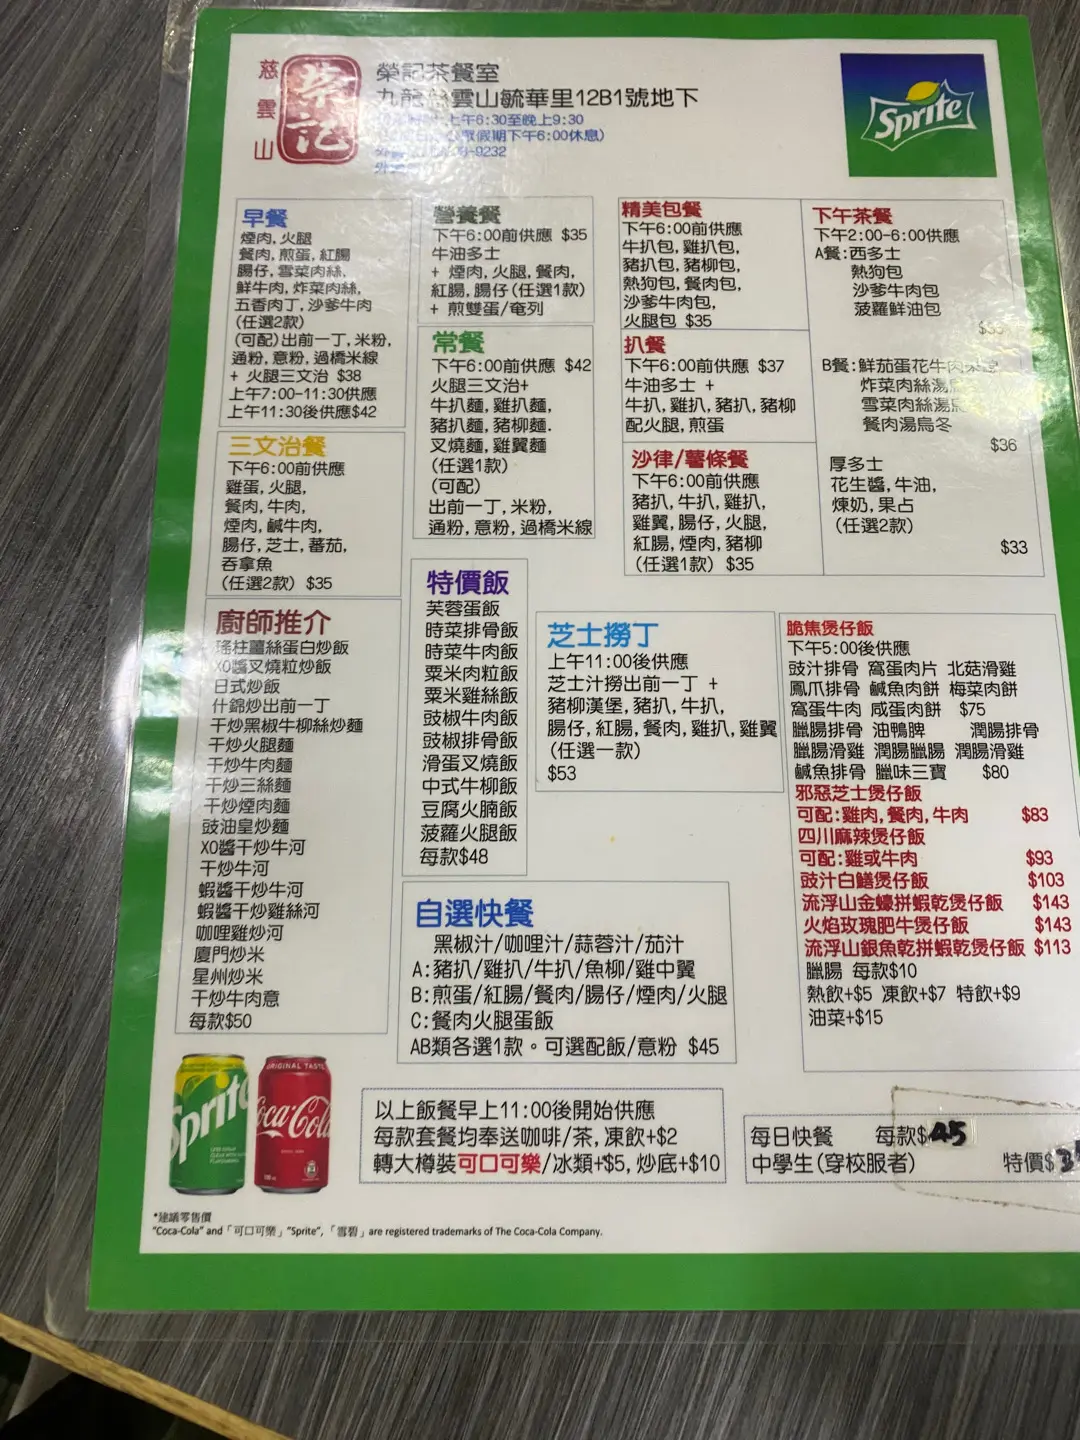 慈雲山
榮記
榮記茶餐室
九龍慈雲山毓華里12B1號地下
上午6:30至晚上9:30
假期下午6:00休息)
-9232
Sprite
早餐
煙肉,火腿
餐肉,煎蛋,紅腸
腸仔,雪菜肉絲,
鮮牛肉,炸菜肉絲,
五香肉丁,沙爹牛肉
(任選2款)
(可配)出前一丁,米粉,
通粉,意粉,過橋米線
+ 火腿三文治 $38
上午7:00-11:30供應
上午11:30後供應$42
三文治餐
下午6:00前供應
雞蛋,火腿,
餐肉,牛肉,
煙肉,鹹牛肉,
腸仔,芝士,蕃茄,
吞拿魚
(任選2款) $35
廚師推介
瑤柱薑絲蛋白炒飯
XO醬叉燒粒炒飯
日式炒飯
什錦炒出前一丁
干炒黑椒牛柳絲炒麵
干炒火腿麵
干炒牛肉麵
干炒三絲麵
干炒煙肉麵
豉油皇炒麵
XO醬干炒牛河
干炒牛河
蝦醬干炒牛河
蝦醬干炒雞絲河
咖哩雞炒河
廈門炒米
星州炒米
干炒牛肉意
每款$50
營養餐
下午6:00前供應 $35
牛油多士
+ 煙肉,火腿,餐肉,
紅腸,腸仔(任選1款)
+ 煎雙蛋/奄列
常餐
下午6:00前供應 $42
火腿三文治+
牛扒麵,雞扒麵,
豬扒麵,豬柳麵.
叉燒麵,雞翼麵
(任選1款)
(可配)
出前一丁,米粉,
通粉,意粉,過橋米線
特價飯
芙蓉蛋飯
時菜排骨飯
時菜牛肉飯
粟米肉粒飯
粟米雞絲飯
豉椒牛肉飯
豉椒排骨飯
滑蛋叉燒飯
中式牛柳飯
豆腐火腩飯
菠蘿火腿飯
每款$48
精美包餐
下午6:00前供應
牛扒包,雞扒包,
豬扒包,豬柳包,
熱狗包,餐肉包,
沙爹牛肉包,
火腿包 $35
扒餐
下午6:00前供應 $37
牛油多士 +
牛扒,雞扒,豬扒,豬柳
配火腿,煎蛋
沙律/薯條餐
下午6:00前供應
豬扒,牛扒,雞扒,
雞翼,腸仔,火腿,
紅腸,煙肉,豬柳
(任選1款) $35
下午茶餐
下午2:00-6:00供應
A餐:西多士
熱狗包
沙爹牛肉包
菠蘿鮮油包
B餐:鮮茄蛋花牛肉
炸菜肉絲湯
雪菜肉絲湯
餐肉湯烏冬
$36
厚多士
花生醬,牛油,
煉奶,果占
(任選2款)
$33
芝士撈丁
上午11:00後供應
芝士汁撈出前一丁 +
豬柳漢堡,豬扒,牛扒,
腸仔,紅腸,餐肉,雞扒,雞翼
(任選一款)
$53
脆焦煲仔飯
下午5:00後供應
豉汁排骨 窩蛋肉片 北菇滑雞
鳳爪排骨 鹹魚肉餅 梅菜肉餅
窩蛋牛肉 咸蛋肉餅 $75
臘腸排骨 油鴨脾 潤腸排骨
臘腸滑雞 潤腸臘腸 潤腸滑雞
鹹魚排骨 臘味三寶 $80
邪惡芝士煲仔飯
可配:雞肉,餐肉,牛肉 $83
四川麻辣煲仔飯
可配:雞或牛肉 $93
豉汁白鱔煲仔飯 $103
流浮山金蠔拼蝦乾煲仔飯 $143
火焰玫瑰肥牛煲仔飯 $143
流浮山銀魚乾拼蝦乾煲仔飯 $113
臘腸 每款$10
熱飲+$5 凍飲+$7 特飲+$9
油菜+$15
自選快餐
黑椒汁/咖哩汁/蒜蓉汁/茄汁
A:豬扒/雞扒/牛扒/魚柳/雞中翼
B:煎蛋/紅腸/餐肉/腸仔/煙肉/火腿
C:餐肉火腿蛋飯
AB類各選1款。可選配飯/意粉 $45
Sprite
ORIGINAL TASTE
Coca-Cola
以上飯餐早上11:00後開始供應
每款套餐均奉送咖啡/茶,凍飲+$2
轉大樽裝可口可樂/冰類+$5,炒底+$10
每日快餐 每款$45
中學生(穿校服者) 特價$3
*建議零售價
"Coca-Cola" and「可口可樂」"Sprite",「雪碧」are registered trademarks of The Coca-Cola Company.